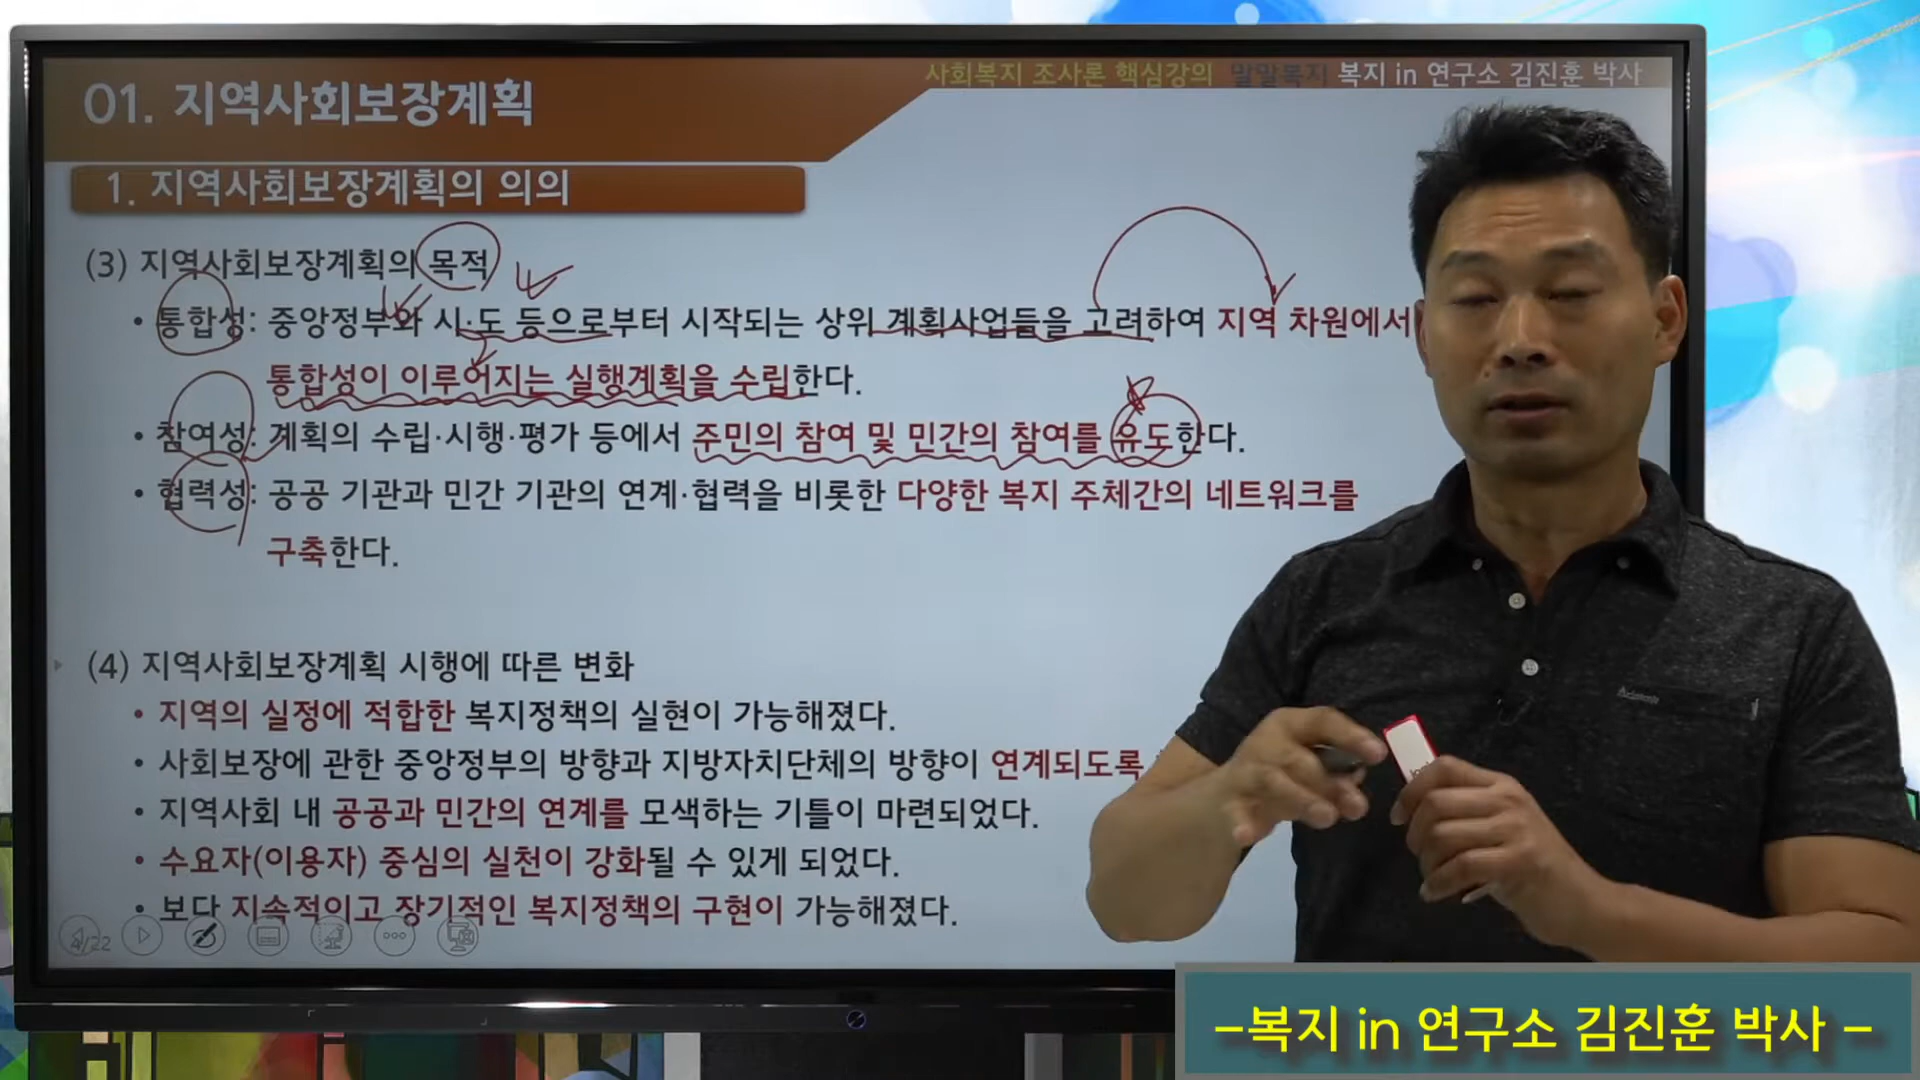 사회복지 조사론 핵심강의 말말복지 복지 in 연구소 김진훈 박사
01. 지역사회보장계획
1. 지역사회보장계획의 의의
(3) 지역사회보장계획의 목적
• 통합성: 중앙정부와 시·도 등으로부터 시작되는 상위 계획사업들을 고려하여 지역 차원에서
통합성이 이루어지는 실행계획을 수립한다.
• 참여성: 계획의 수립·시행·평가 등에서 주민의 참여 및 민간의 참여를 유도한다.
• 협력성: 공공 기관과 민간 기관의 연계·협력을 비롯한 다양한 복지 주체간의 네트워크를
구축한다.
(4) 지역사회보장계획 시행에 따른 변화
• 지역의 실정에 적합한 복지정책의 실현이 가능해졌다.
• 사회보장에 관한 중앙정부의 방향과 지방자치단체의 방향이 연계되도록
• 지역사회 내 공공과 민간의 연계를 모색하는 기틀이 마련되었다.
• 수요자(이용자) 중심의 실천이 강화될 수 있게 되었다.
• 보다 지속적이고 장기적인 복지정책의 구현이 가능해졌다.
4/22
–복지 in 연구소 김진훈 박사 –